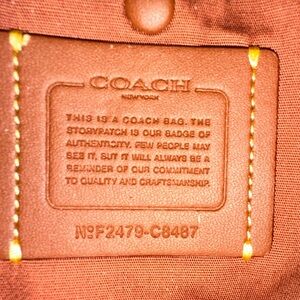 COACH
NEW YORK
THIS IS A COACH BAG. THE
STORYPATCH IS OUR BADGE OF
AUTHENTICITY. FEW PEOPLE MAY
SEE IT, BUT IT WILL ALWAYS BE A
REMINDER OF OUR COMMITMENT
TO QUALITY AND CRAFTSMANSHIP.
NºF2479-C8487